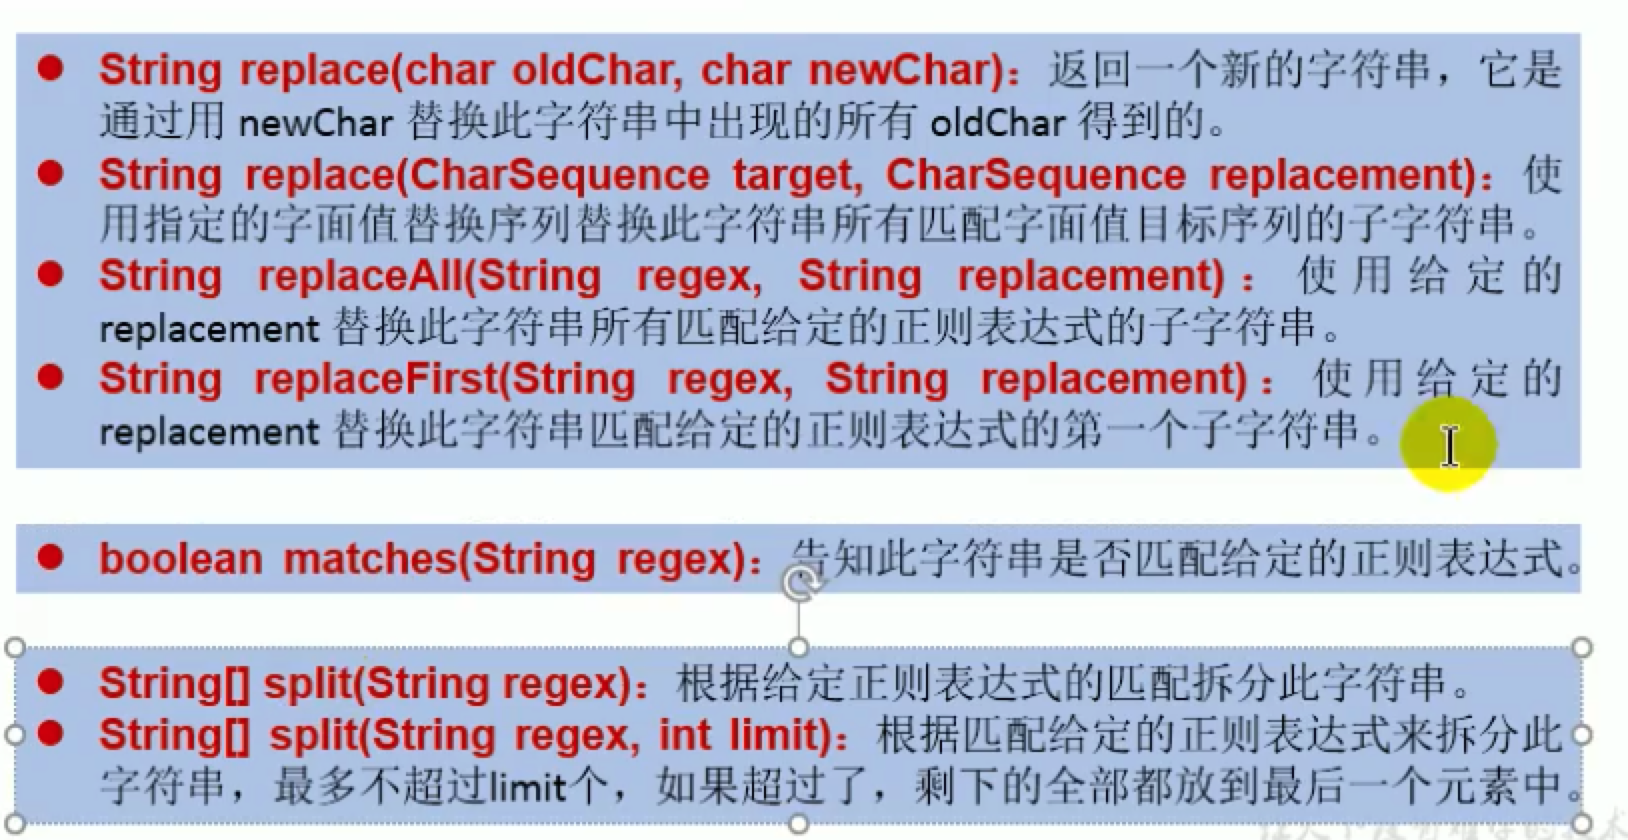 ● String replace(char oldChar, char newChar)：返回一个新的字符串，它是
通过用 newChar 替换此字符串中出现的所有 oldChar 得到的。
● String replace(CharSequence target, CharSequence replacement)：使
用指定的字面值替换序列替换此字符串所有匹配字面值目标序列的子字符串。
● String replaceAll(String regex, String replacement)：使用给定的
replacement 替换此字符串所有匹配给定的正则表达式的子字符串。
● String replaceFirst(String regex, String replacement)：使用给定的
replacement 替换此字符串匹配给定的正则表达式的第一个子字符串。
● boolean matches(String regex)：告知此字符串是否匹配给定的正则表达式。
● String[] split(String regex)：根据给定正则表达式的匹配拆分此字符串。
● String[] split(String regex, int limit)：根据匹配给定的正则表达式来拆分此
字符串，最多不超过limit个，如果超过了，剩下的全部都放到最后一个元素中。